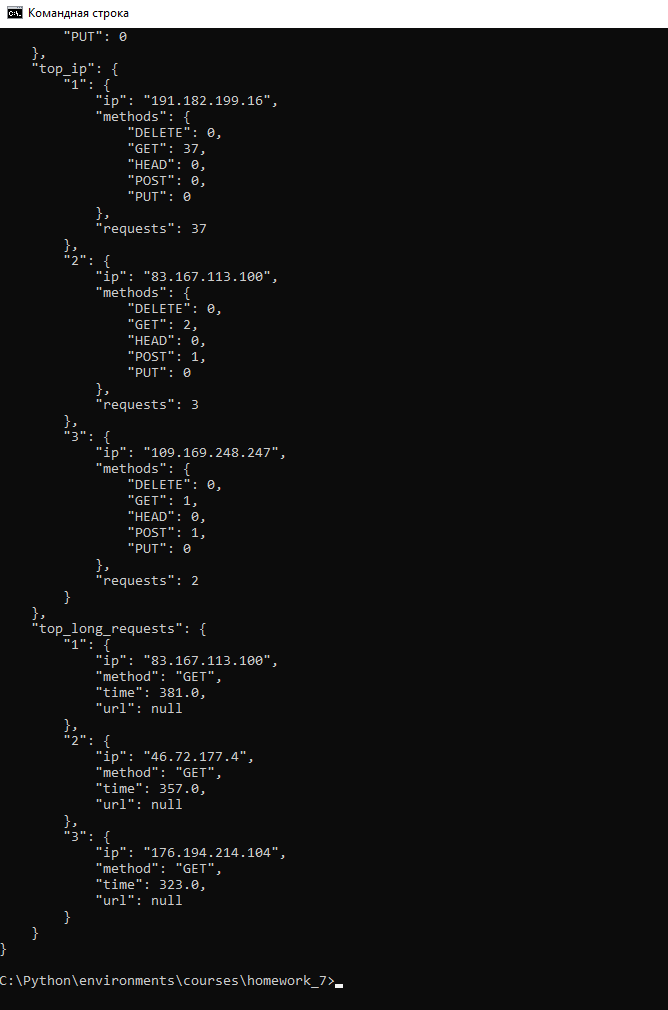 Командная строка
        "PUT": 0
    },
    "top_ip": {
        "1": {
            "ip": "191.182.199.16",
            "methods": {
                "DELETE": 0,
                "GET": 37,
                "HEAD": 0,
                "POST": 0,
                "PUT": 0
            },
            "requests": 37
        },
        "2": {
            "ip": "83.167.113.100",
            "methods": {
                "DELETE": 0,
                "GET": 2,
                "HEAD": 0,
                "POST": 1,
                "PUT": 0
            },
            "requests": 3
        },
        "3": {
            "ip": "109.169.248.247",
            "methods": {
                "DELETE": 0,
                "GET": 1,
                "HEAD": 0,
                "POST": 1,
                "PUT": 0
            },
            "requests": 2
        }
    },
    "top_long_requests": {
        "1": {
            "ip": "83.167.113.100",
            "method": "GET",
            "time": 381.0,
            "url": null
        },
        "2": {
            "ip": "46.72.177.4",
            "method": "GET",
            "time": 357.0,
            "url": null
        },
        "3": {
            "ip": "176.194.214.104",
            "method": "GET",
            "time": 323.0,
            "url": null
        }
    }
}
C:\Python\environments\courses\homework_7>